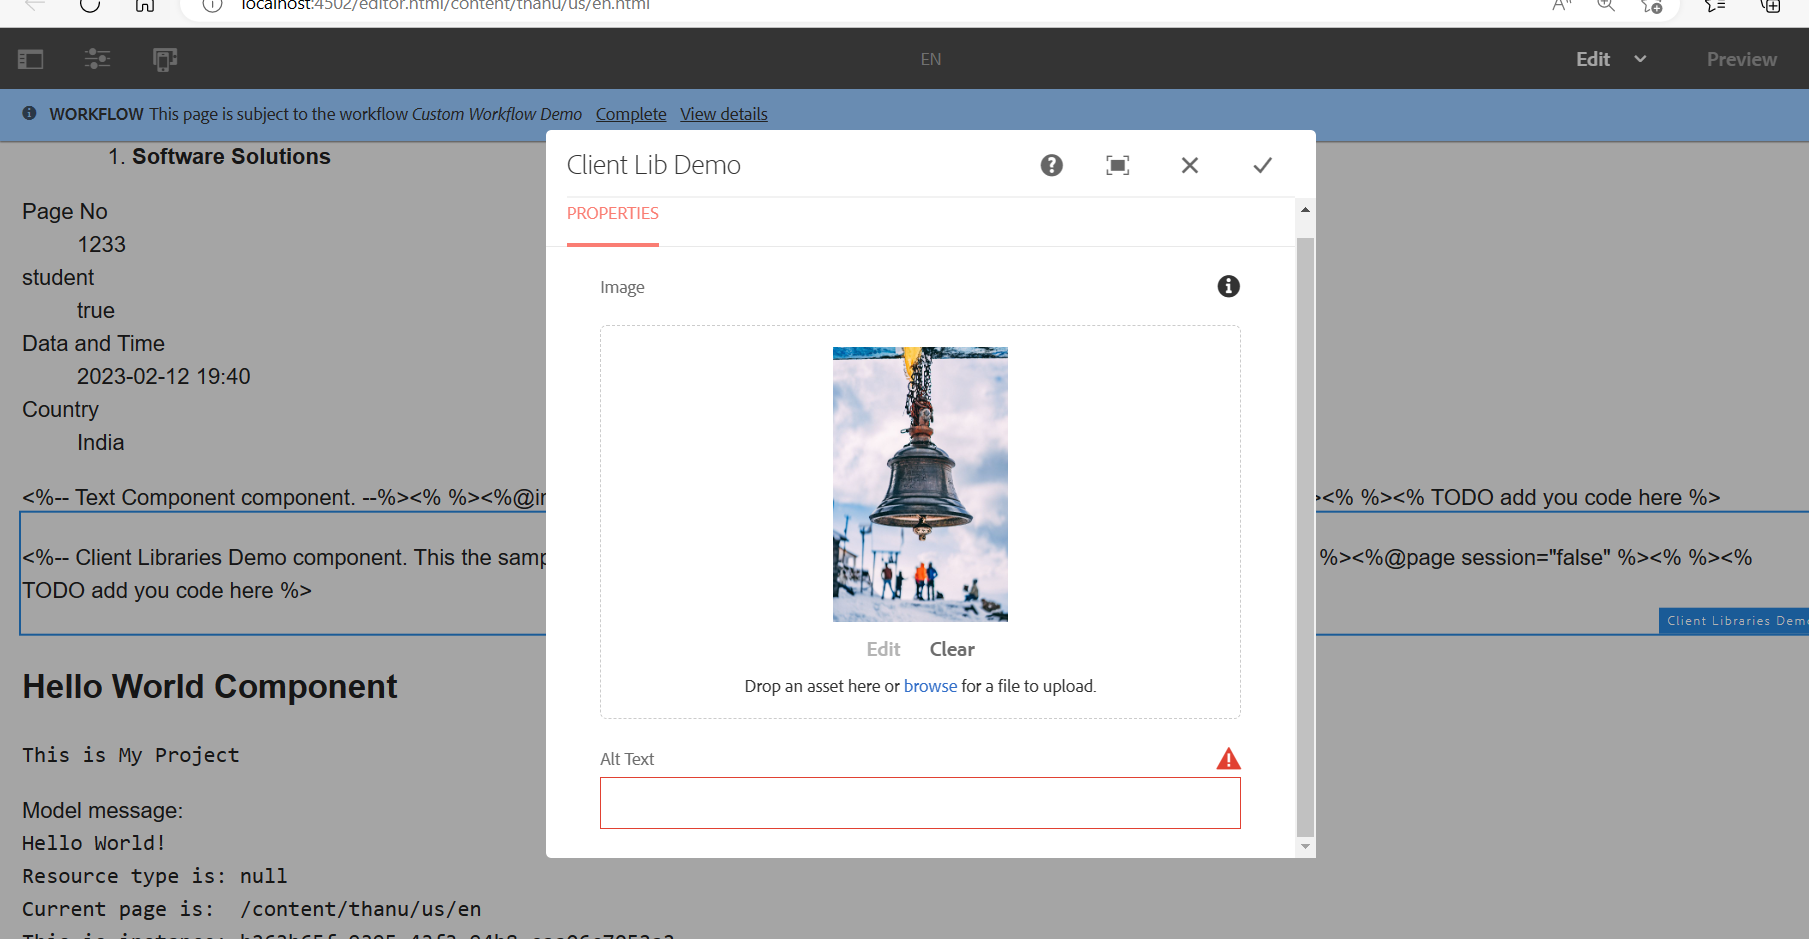 localhost:4502/editor.html/content/thanu/us/en.html
EN
Edit
Preview
WORKFLOW This page is subject to the workflow Custom Workflow Demo Complete View details
1. Software Solutions
Page No
1233
student
true
Data and Time
2023-02-12 19:40
Country
India
<%-- Text Component component. --%><% %><%@in
><% %><% TODO add you code here %>
<%-- Client Libraries Demo component. This the samp
%><%@page session="false" %><% %><%
TODO add you code here %>
Client Libraries Demo
Hello World Component
This is My Project
Model message:
Hello World!
Resource type is: null
Current page is: /content/thanu/us/en
Client Lib Demo
PROPERTIES
Image
Edit Clear
Drop an asset here or browse for a file to upload.
Alt Text